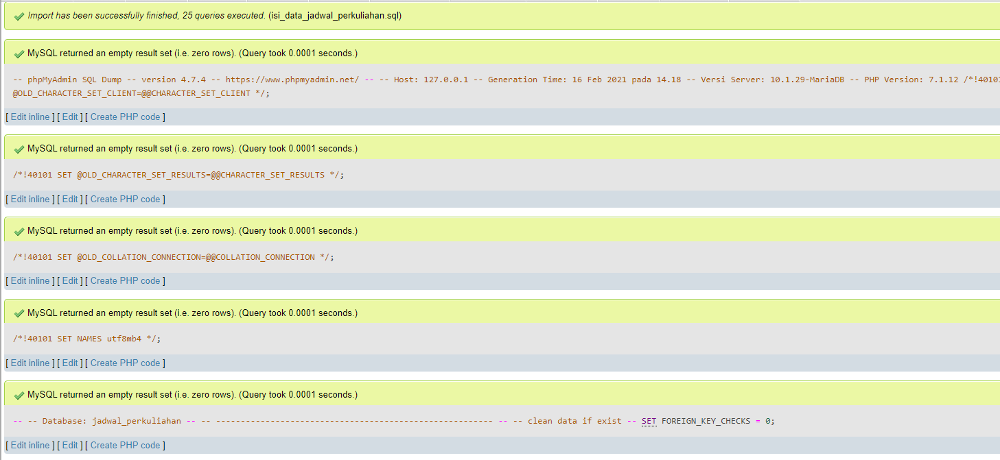 Import has been successfully finished, 25 queries executed. (isi_data_jadwal_perkuliahan.sql)
MySQL returned an empty result set (i.e. zero rows). (Query took 0.0001 seconds.)
-- phpMyAdmin SQL Dump -- version 4.7.4 -- https://www.phpmyadmin.net/ -- -- Host: 127.0.0.1 -- Generation Time: 16 Feb 2021 pada 14.18 -- Versi Server: 10.1.29-MariaDB -- PHP Version: 7.1.12 /*!40101
@OLD_CHARACTER_SET_CLIENT=@@CHARACTER_SET_CLIENT */;
[ Edit inline ] [ Edit ] [ Create PHP code ]
MySQL returned an empty result set (i.e. zero rows). (Query took 0.0001 seconds.)
/*!40101 SET @OLD_CHARACTER_SET_RESULTS=@@CHARACTER_SET_RESULTS */;
[ Edit inline ] [ Edit ] [ Create PHP code ]
MySQL returned an empty result set (i.e. zero rows). (Query took 0.0001 seconds.)
/*!40101 SET @OLD_COLLATION_CONNECTION=@@COLLATION_CONNECTION */;
[ Edit inline ] [ Edit ] [ Create PHP code ]
MySQL returned an empty result set (i.e. zero rows). (Query took 0.0001 seconds.)
/*!40101 SET NAMES utf8mb4 */;
[ Edit inline ] [ Edit ] [ Create PHP code ]
MySQL returned an empty result set (i.e. zero rows). (Query took 0.0001 seconds.)
-- -- Database: jadwal_perkuliahan -- -- -------------------------------------------------------- -- -- clean data if exist -- SET FOREIGN_KEY_CHECKS = 0;
[ Edit inline ] [ Edit ] [ Create PHP code ]